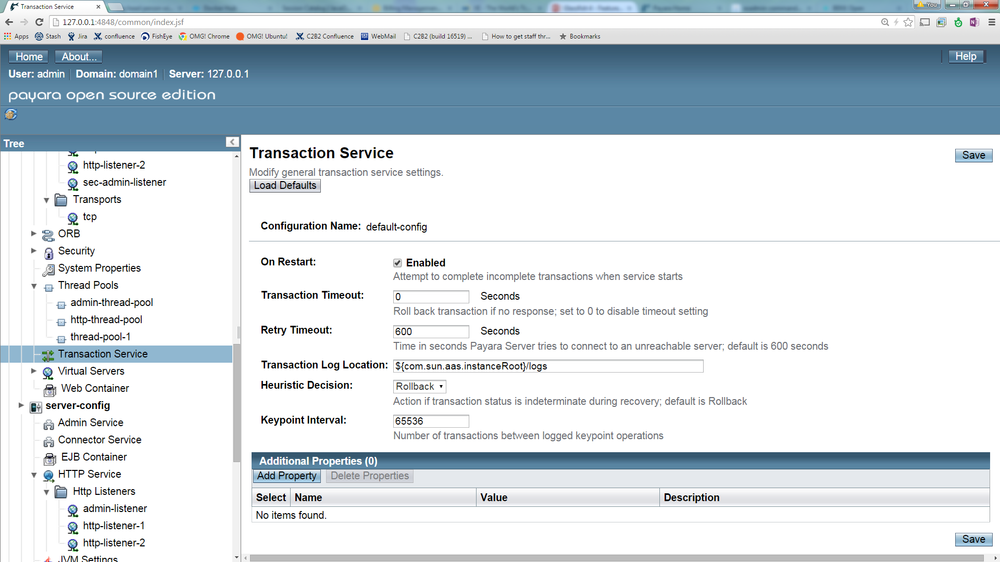 Transaction Service
You
127.0.0.1:4848/common/index.jsf
Apps Stash Jira confluence FishEye OMG! Chrome OMG! Ubuntu! C2B2 Confluence WebMail C2B2 (build 16519) ... How to get staff thr... Bookmarks
Home About... Help
User: admin Domain: domain1 Server: 127.0.0.1
payara open source edition
Tree
http-listener-2
sec-admin-listener
Transports
tcp
ORB
Security
System Properties
Thread Pools
admin-thread-pool
http-thread-pool
thread-pool-1
Transaction Service
Virtual Servers
Web Container
server-config
Admin Service
Connector Service
EJB Container
HTTP Service
Http Listeners
admin-listener
http-listener-1
http-listener-2
JVM Settings
Transaction Service
Save
Modify general transaction service settings.
Load Defaults
Configuration Name: default-config
On Restart: Enabled
Attempt to complete incomplete transactions when service starts
Transaction Timeout: 0 Seconds
Roll back transaction if no response; set to 0 to disable timeout setting
Retry Timeout: 600 Seconds
Time in seconds Payara Server tries to connect to an unreachable server; default is 600 seconds
Transaction Log Location: ${com.sun.aas.instanceRoot}/logs
Heuristic Decision: Rollback
Action if transaction status is indeterminate during recovery; default is Rollback
Keypoint Interval: 65536
Number of transactions between logged keypoint operations
Additional Properties (0)
Add Property Delete Properties
Select Name Value Description
No items found.
Save